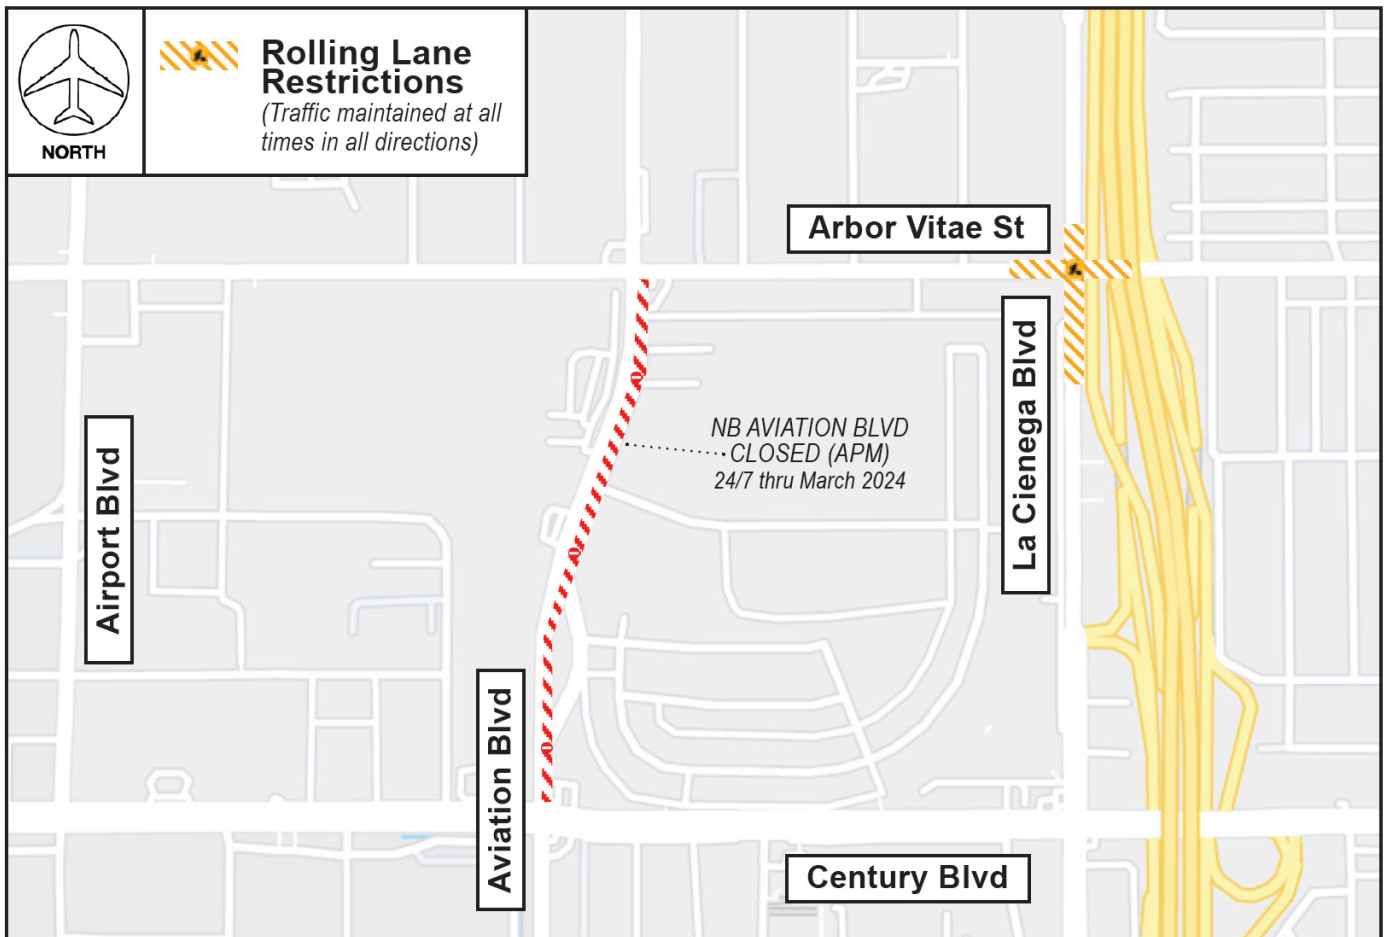 NORTH
Rolling Lane
Restrictions
(Traffic maintained at all
times in all directions)
Arbor Vitae St
La Cienega Blvd
NB AVIATION BLVD
CLOSED (APM)
24/7 thru March 2024
Airport Blvd
Aviation Blvd
Century Blvd